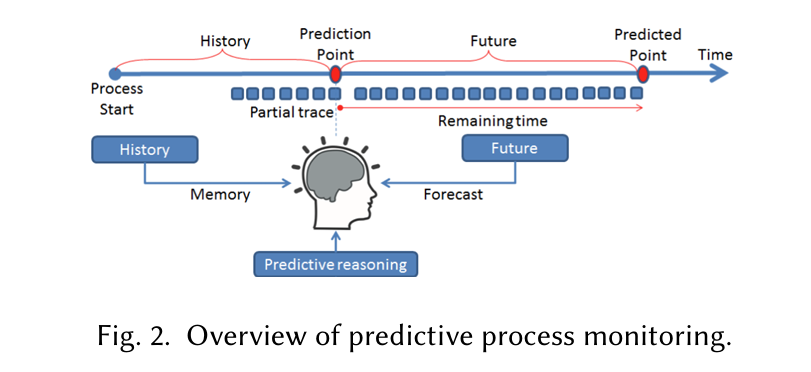 History
Prediction
Point
Future
Predicted
Point
Time
Process
Start
Partial trace
Remaining time
History
Future
Memory
Forecast
Predictive reasoning
Fig. 2. Overview of predictive process monitoring.